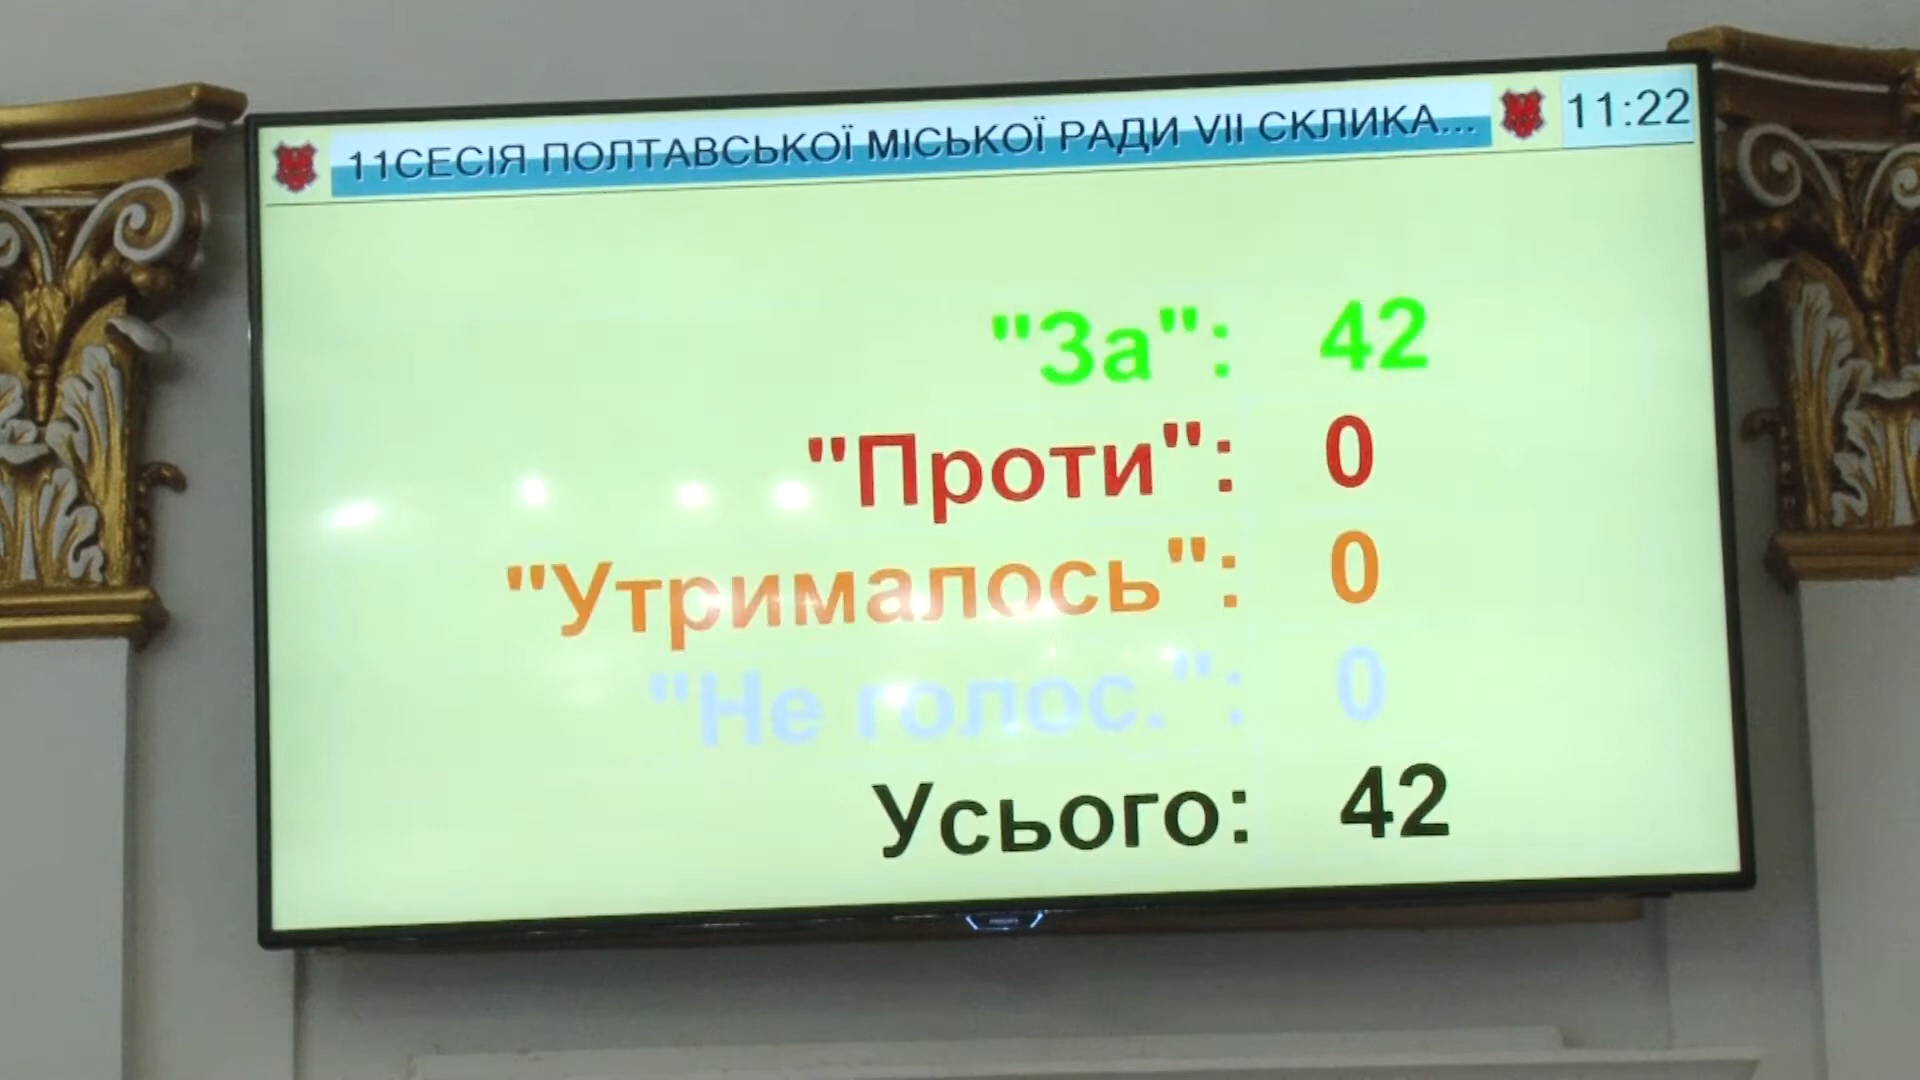 11СЕСІЯ ПОЛТАВСЬКОЇ МІСЬКОЇ РАДИ VII СКЛИКА... 11:22
"За": 42
"Проти": 0
"Утрималось": 0
"Не голос.": 0
Усього: 42